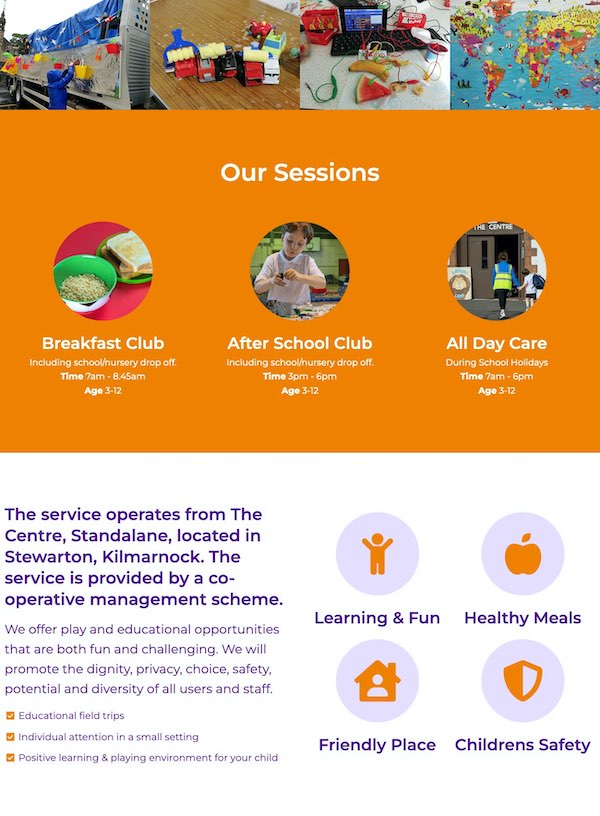 Our Sessions
THE CENTRE
Breakfast Club
Including school/nursery drop off.
Time 7am - 8.45am
Age 3-12
After School Club
Including school/nursery drop off.
Time 3pm - 6pm
Age 3-12
All Day Care
During School Holidays
Time 7am - 6pm
Age 3-12
The service operates from The
Centre, Standalane, located in
Stewarton, Kilmarnock. The
service is provided by a co-
operative management scheme.
We offer play and educational opportunities
that are both fun and challenging. We will
promote the dignity, privacy, choice, safety,
potential and diversity of all users and staff.
Educational field trips
Individual attention in a small setting
Positive learning & playing environment for your child
Learning & Fun
Healthy Meals
Friendly Place
Childrens Safety